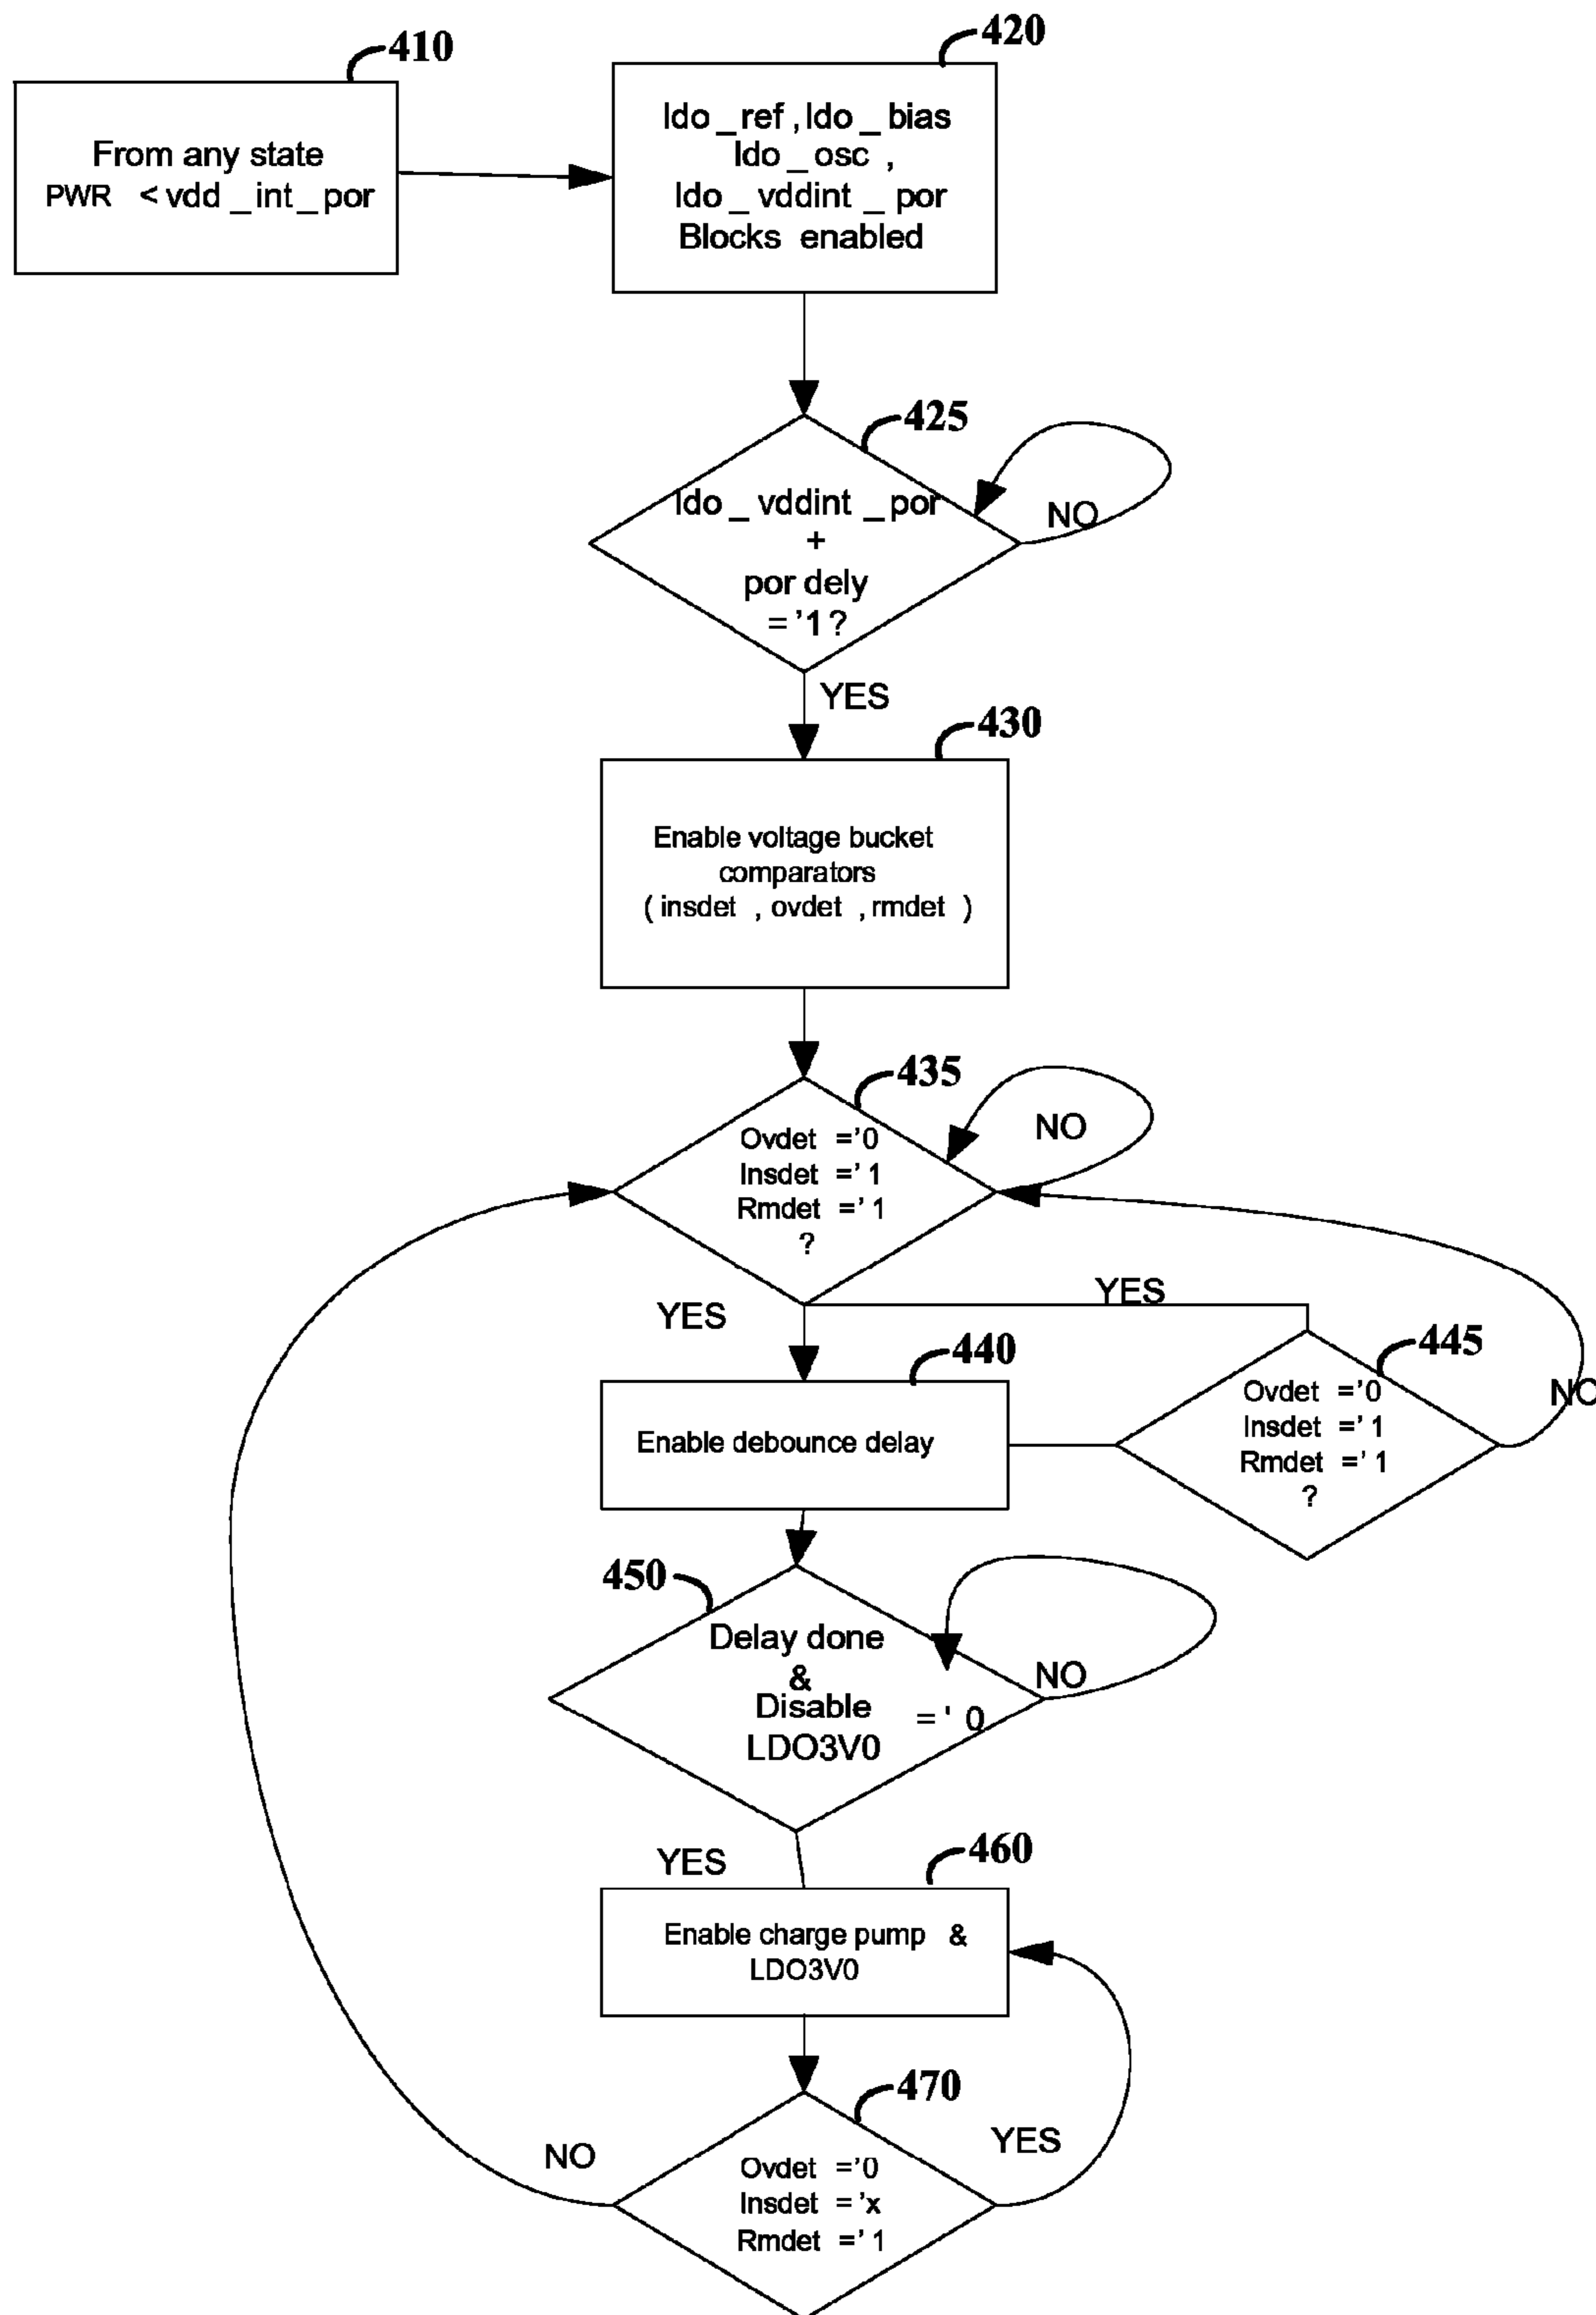 410
From any state
PWR < vdd _ int _ por
420
ldo _ ref , ldo _ bias
ldo _ osc ,
ldo _ vddint _ por
Blocks enabled
425
ldo _ vddint _ por
+
por dely
= '1 ?
NO
YES
430
Enable voltage bucket
comparators
( insdet , ovdet , rmdet )
435
Ovdet ='0
Insdet =' 1
Rmdet =' 1
?
NO
YES
YES
440
Enable debounce delay
445
Ovdet ='0
Insdet =' 1
Rmdet =' 1
?
NO
450
Delay done
&
Disable
LDO3V0 = ' 0
NO
YES
460
Enable charge pump &
LDO3V0
470
Ovdet ='0
Insdet ='x
Rmdet =' 1
NO
YES